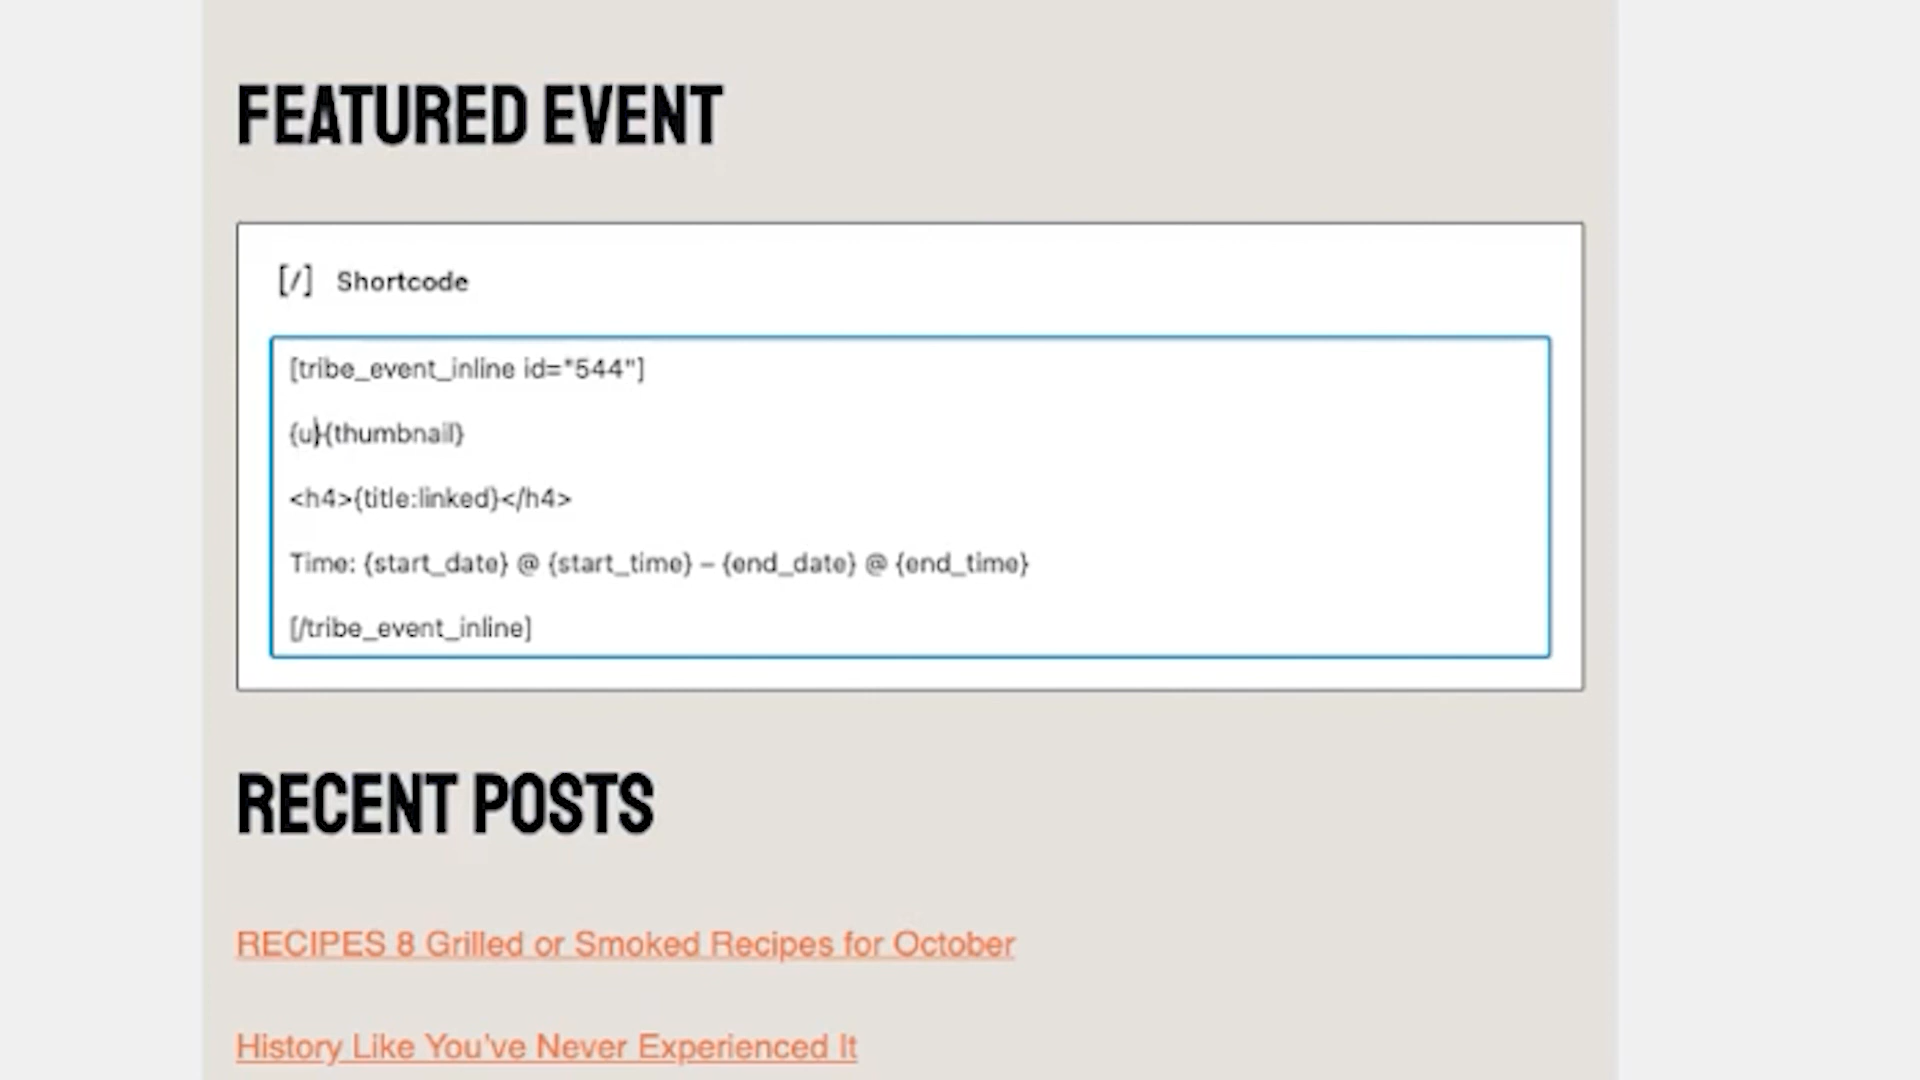 FEATURED EVENT
[/] Shortcode
[tribe_event_inline id="544"]
{u}{thumbnail}
<h4>{title:linked}</h4>
Time: {start_date} @ {start_time} – {end_date} @ {end_time}
[/tribe_event_inline]
RECENT POSTS
RECIPES 8 Grilled or Smoked Recipes for October
History Like You've Never Experienced It